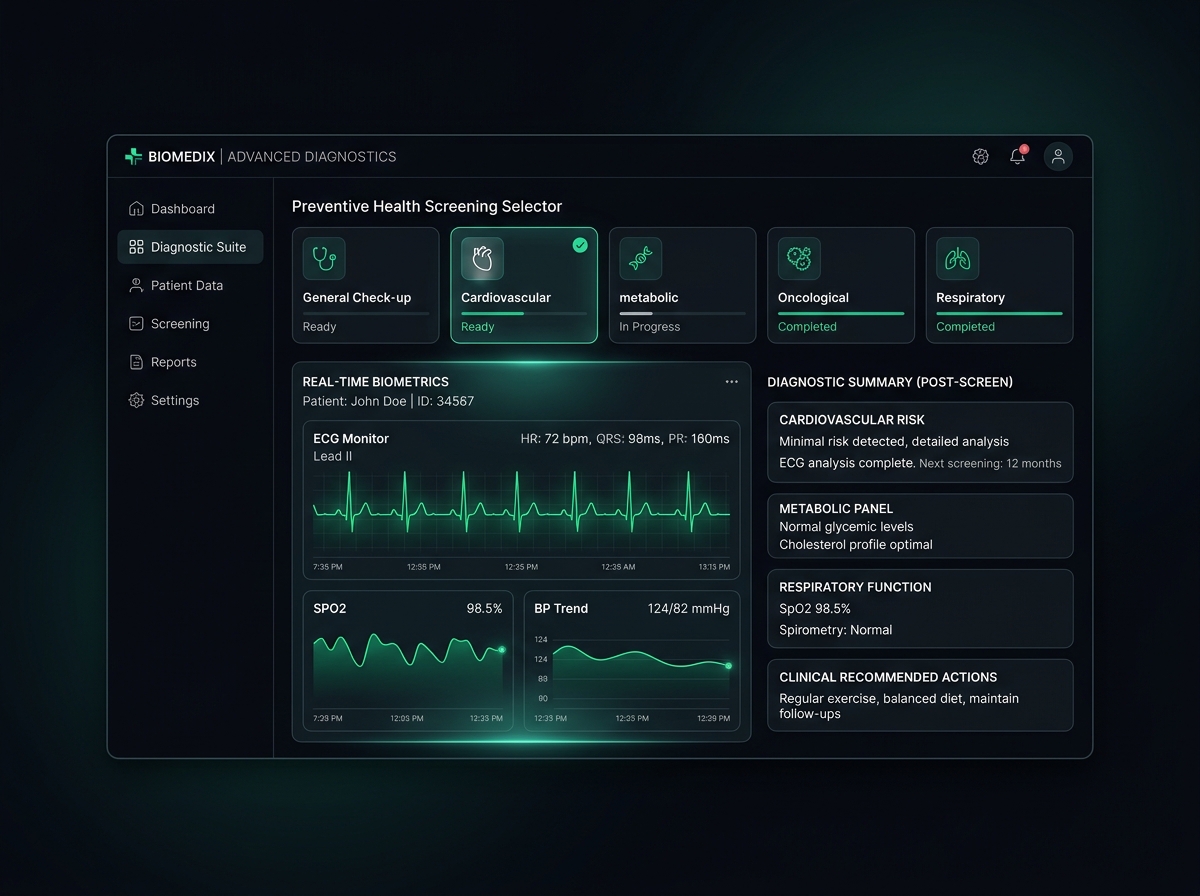 BIOMEDIX | ADVANCED DIAGNOSTICS
Dashboard
Diagnostic Suite
Patient Data
Screening
Reports
Settings
Preventive Health Screening Selector
General Check-up
Ready
Cardiovascular
Ready
metabolic
In Progress
Oncological
Completed
Respiratory
Completed
REAL-TIME BIOMETRICS
Patient: John Doe | ID: 34567
ECG Monitor
HR: 72 bpm, QRS: 98ms, PR: 160ms
Lead II
7:35 PM 12:55 PM 12:25 PM 12:35 AM 13:15 PM
SPO2 98.5%
7:23 PM 12:03 PM 12:33 PM
BP Trend 124/82 mmHg
124
124
88
90
12:33 PM 12:25 PM 12:29 PM
DIAGNOSTIC SUMMARY (POST-SCREEN)
CARDIOVASCULAR RISK
Minimal risk detected, detailed analysis
ECG analysis complete. Next screening: 12 months
METABOLIC PANEL
Normal glycemic levels
Cholesterol profile optimal
RESPIRATORY FUNCTION
SpO2 98.5%
Spirometry: Normal
CLINICAL RECOMMENDED ACTIONS
Regular exercise, balanced diet, maintain
follow-ups